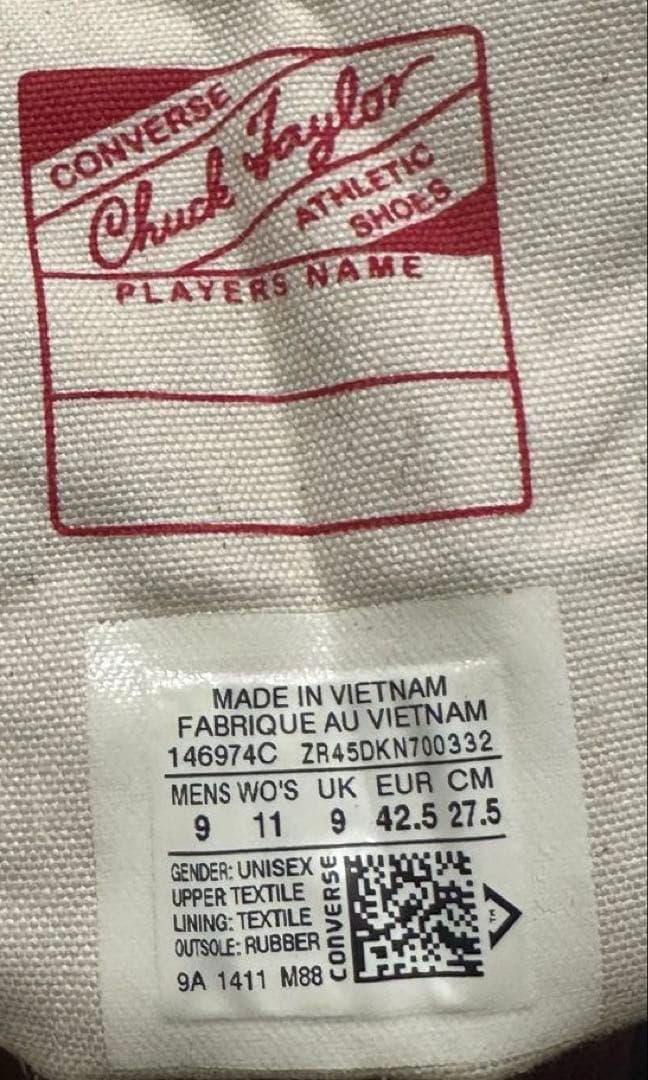 CONVERSE
Chuck Taylor
ATHLETIC
SHOES
PLAYERS NAME
MADE IN VIETNAM
FABRIQUE AU VIETNAM
146974C ZR45DKN700332
MENS WO'S UK EUR CM
9 11 9 42.5 27.5
GENDER: UNISEX
UPPER TEXTILE
LINING: TEXTILE
OUTSOLE: RUBBER
9A 1411 M88
CONVERSE
TM